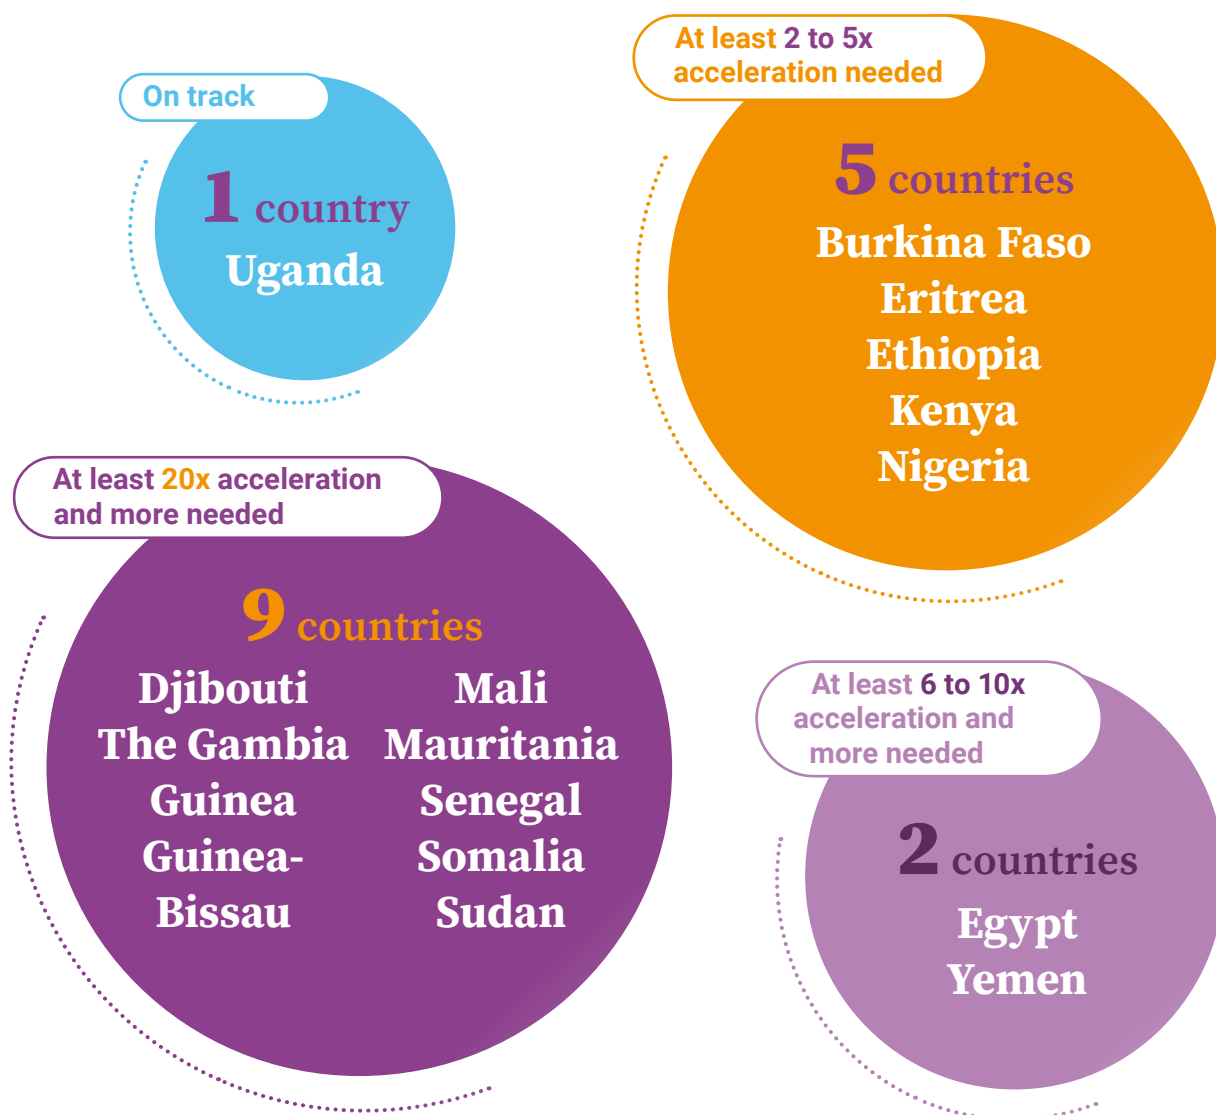 On track
1 country
Uganda
At least 2 to 5x
acceleration needed
5 countries
Burkina Faso
Eritrea
Ethiopia
Kenya
Nigeria
At least 20x acceleration
and more needed
9 countries
Djibouti
The Gambia
Guinea
Guinea-
Bissau
Mali
Mauritania
Senegal
Somalia
Sudan
At least 6 to 10x
acceleration and
more needed
2 countries
Egypt
Yemen